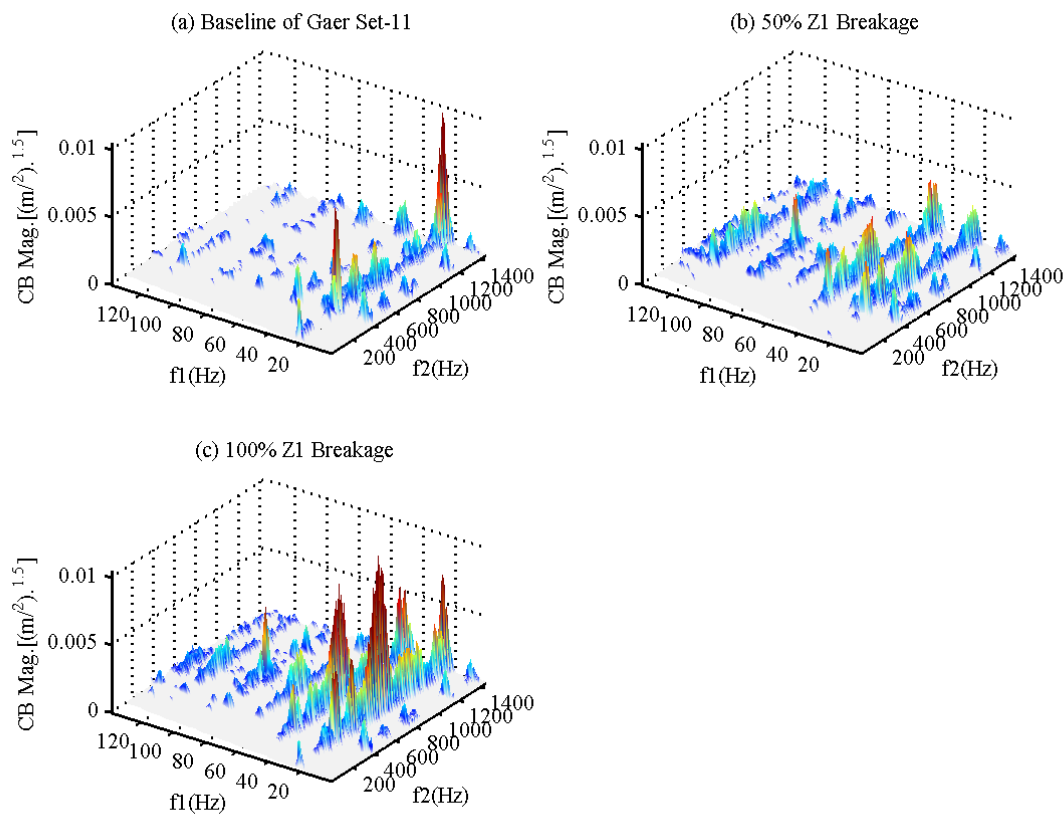 (a) Baseline of Gaer Set-11
CB Mag.[(m/²). 1.5]
0.01
0.005
0
120 100 80 60 40 20
f1(Hz)
200 400 600 800 1000 1200 1400
f2(Hz)
(b) 50% Z1 Breakage
CB Mag.[(m/²). 1.5]
0.01
0.005
0
120 100 80 60 40 20
f1(Hz)
200 400 600 800 1000 1200 1400
f2(Hz)
(c) 100% Z1 Breakage
CB Mag.[(m/²). 1.5]
0.01
0.005
0
120 100 80 60 40 20
f1(Hz)
200 400 600 800 1000 1200 1400
f2(Hz)